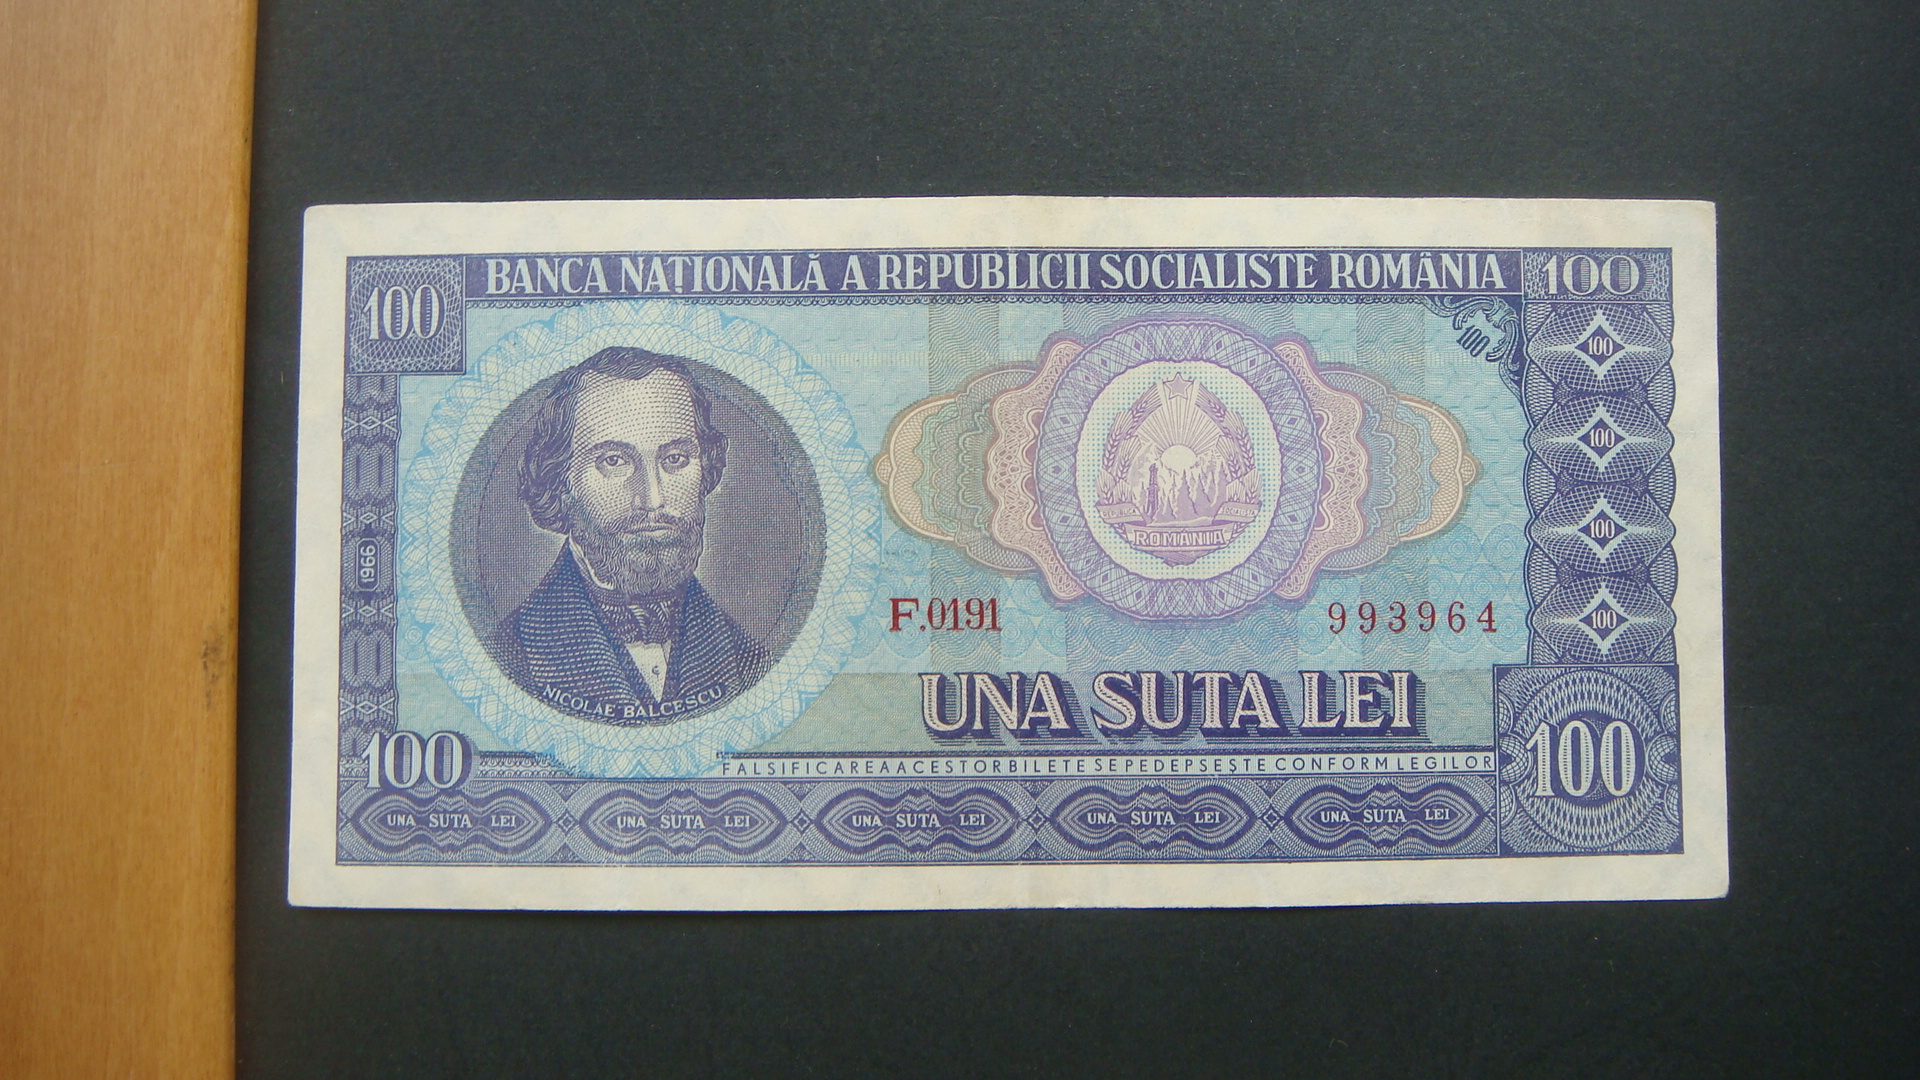 BANCA NAȚIONALĂ A REPUBLICII SOCIALISTE ROMÂNIA
100
100
100
100
100
100
100
1966
ROMÂNIA
NICOLAE BALCESCU
F.0191
993964
UNA SUTA LEI
FALSIFICAREA ACESTOR BILETE SE PEDEPSEȘTE CONFORM LEGILOR
100
100
UNA SUTA LEI
UNA SUTA LEI
UNA SUTA LEI
UNA SUTA LEI
UNA SUTA LEI